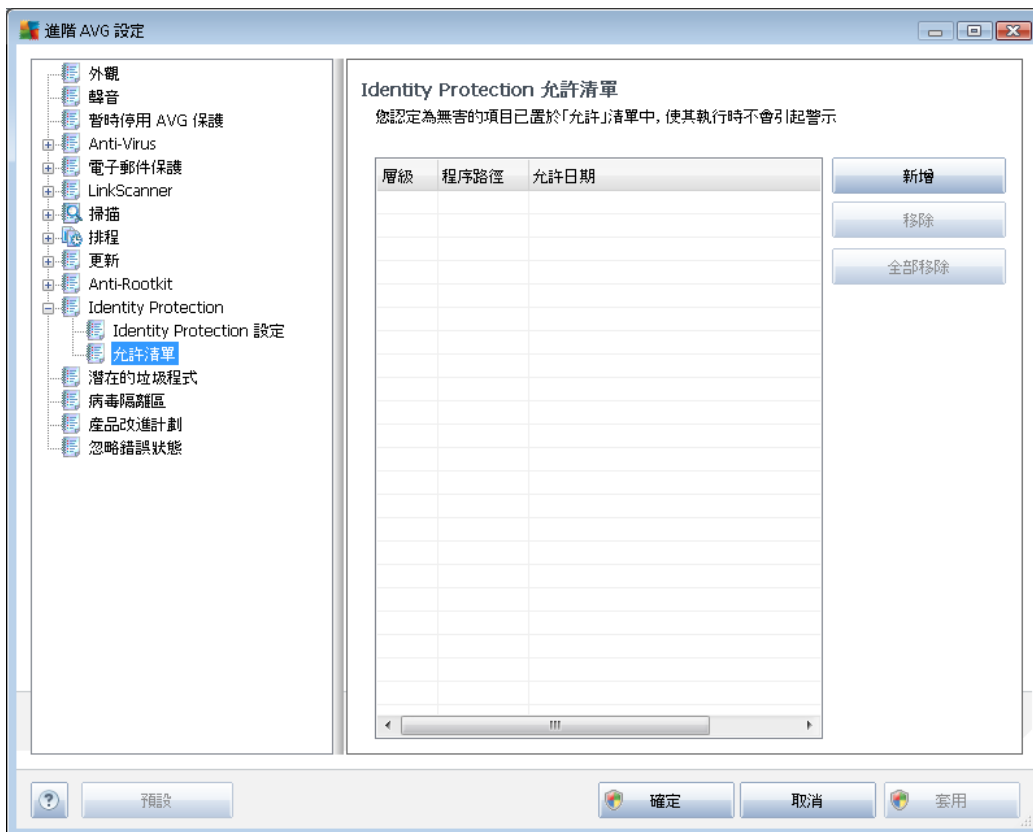 進階 AVG 設定
外觀
聲音
暫時停用 AVG 保護
Anti-Virus
電子郵件保護
LinkScanner
掃描
排程
更新
Anti-Rootkit
Identity Protection
Identity Protection 設定
允許清單
潛在的垃圾程式
病毒隔離區
產品改進計劃
忽略錯誤狀態
Identity Protection 允許清單
您認定為無害的項目已置於「允許」清單中, 使其執行時不會引起警示
層級 程序路徑 允許日期
新增
移除
全部移除
? 預設 確定 取消 套用